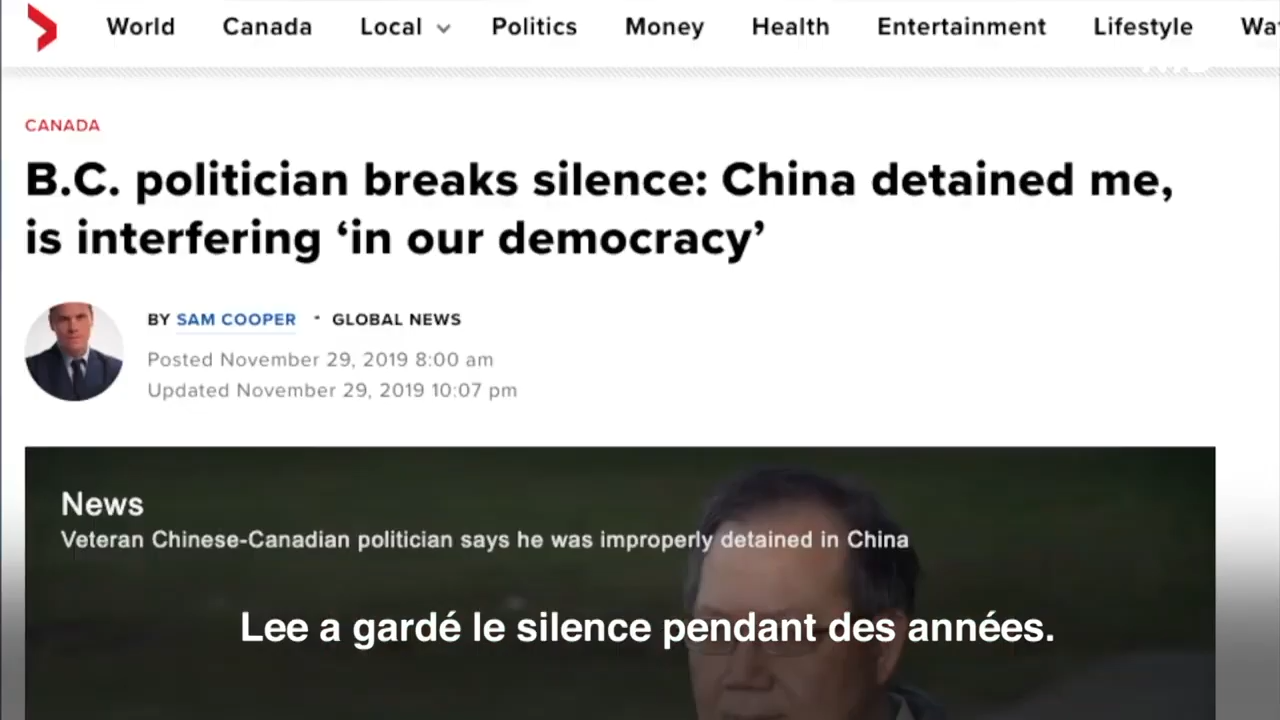 World Canada Local Politics Money Health Entertainment Lifestyle
CANADA
B.C. politician breaks silence: China detained me,
is interfering ‘in our democracy’
BY SAM COOPER · GLOBAL NEWS
Posted November 29, 2019 8:00 am
Updated November 29, 2019 10:07 pm
News
Veteran Chinese-Canadian politician says he was improperly detained in China
Lee a gardé le silence pendant des années.